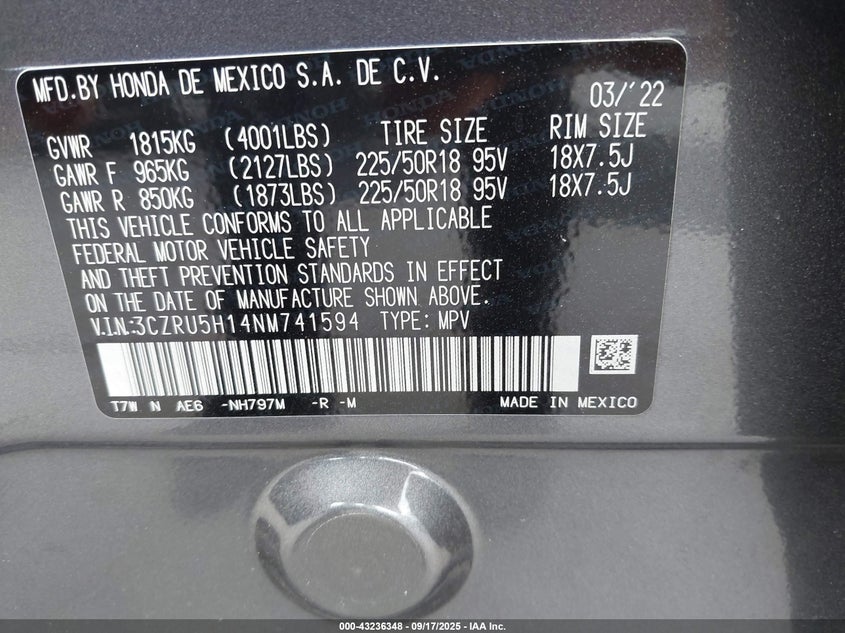 MFD.BY HONDA DE MEXICO S.A. DE C.V.
03/'22
GVWR 1815KG (4001LBS) TIRE SIZE RIM SIZE
GAWR F 965KG (2127LBS) 225/50R18 95V 18X7.5J
GAWR R 850KG (1873LBS) 225/50R18 95V 18X7.5J
THIS VEHICLE CONFORMS TO ALL APPLICABLE
FEDERAL MOTOR VEHICLE SAFETY
AND THEFT PREVENTION STANDARDS IN EFFECT
ON THE DATE OF MANUFACTURE SHOWN ABOVE.
V.I.N:3CZRU5H14NM741594 TYPE: MPV
T7W N AE6 -NH797M -R -M MADE IN MEXICO
000-43236348 - 09/17/2025 - IAA Inc.